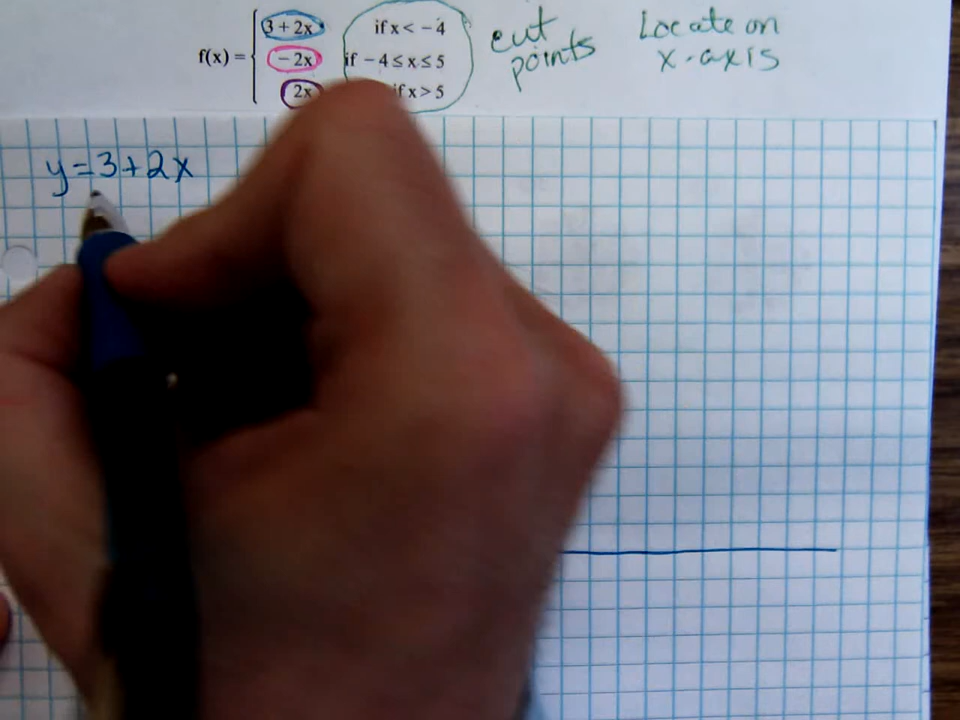 3 + 2x if x < -4
f(x) = - 2x if -4 ≤ x ≤ 5
2x if x > 5
cut points
Locate on
x-axis
y=3+2x